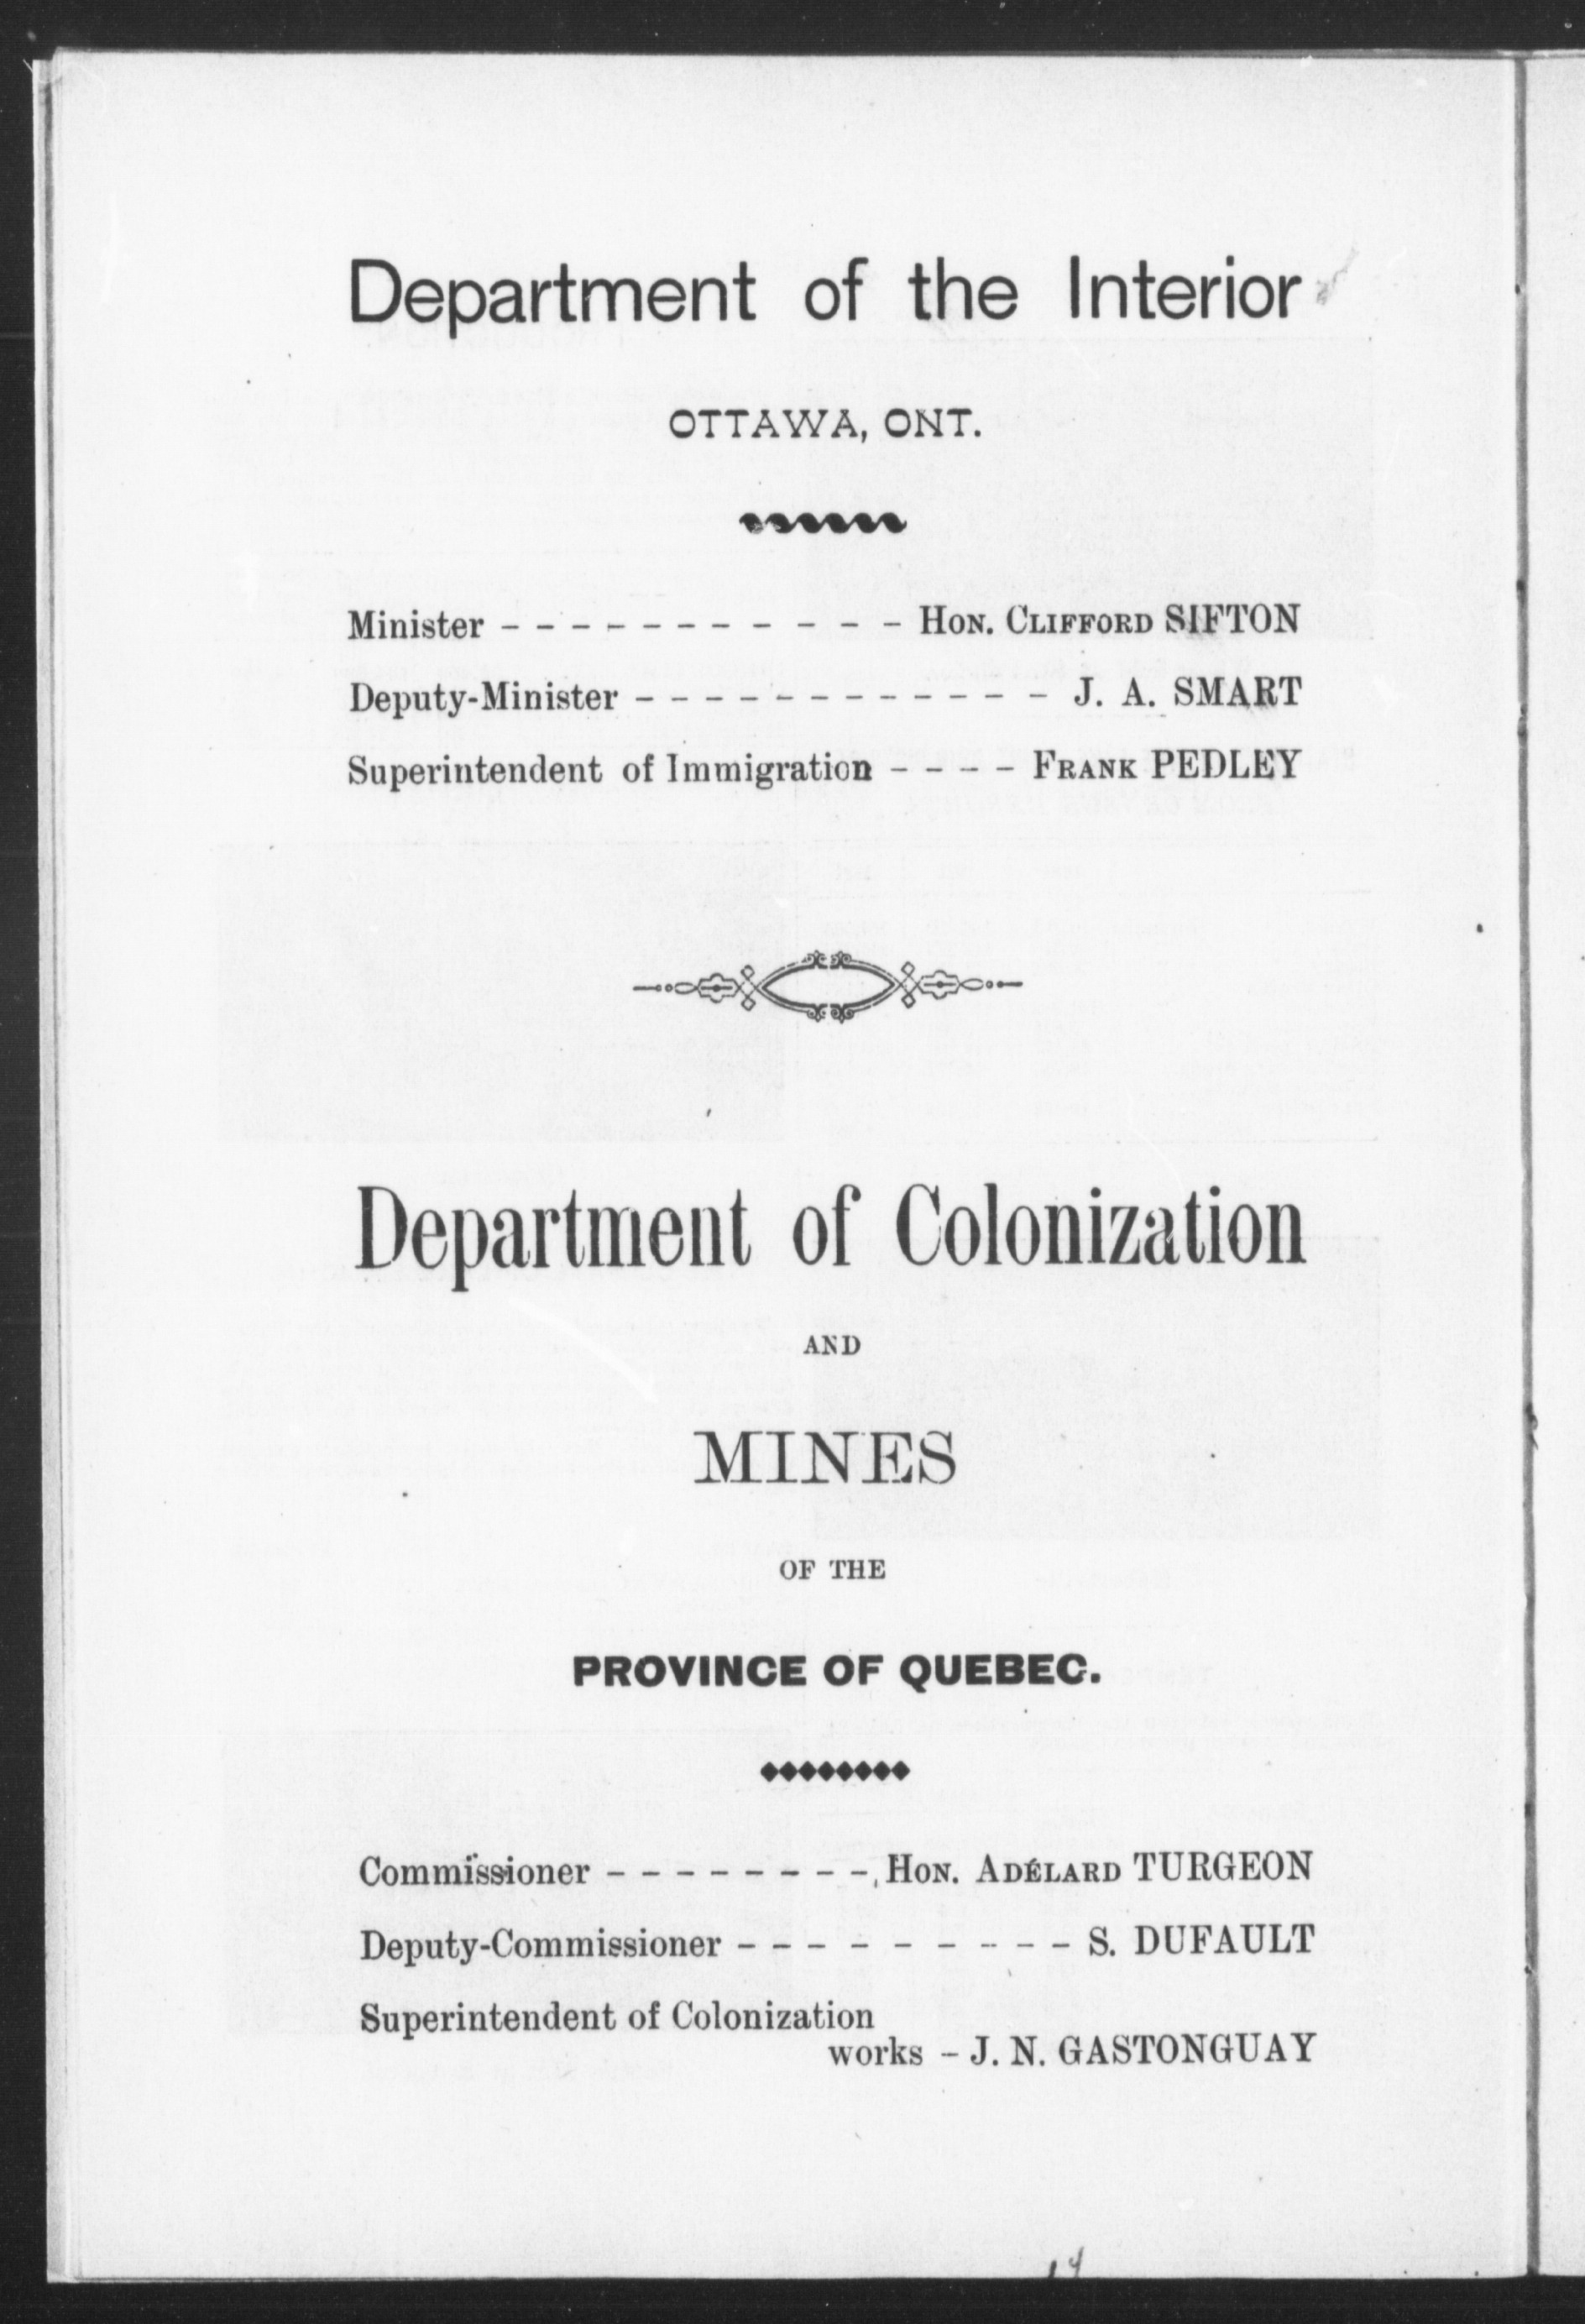 Department of the Interior
OTTAWA, ONT.
Minister - - - - - - - - - - - - HON. CLIFFORD SIFTON
Deputy-Minister - - - - - - - - - - - - J. A. SMART
Superintendent of Immigration - - - - FRANK PEDLEY
Department of Colonization
AND
MINES
OF THE
PROVINCE OF QUEBEC.
Commissioner - - - - - - - - HON. ADÉLARD TURGEON
Deputy-Commissioner - - - - - - - - - - S. DUFAULT
Superintendent of Colonization
works - J. N. GASTONGUAY